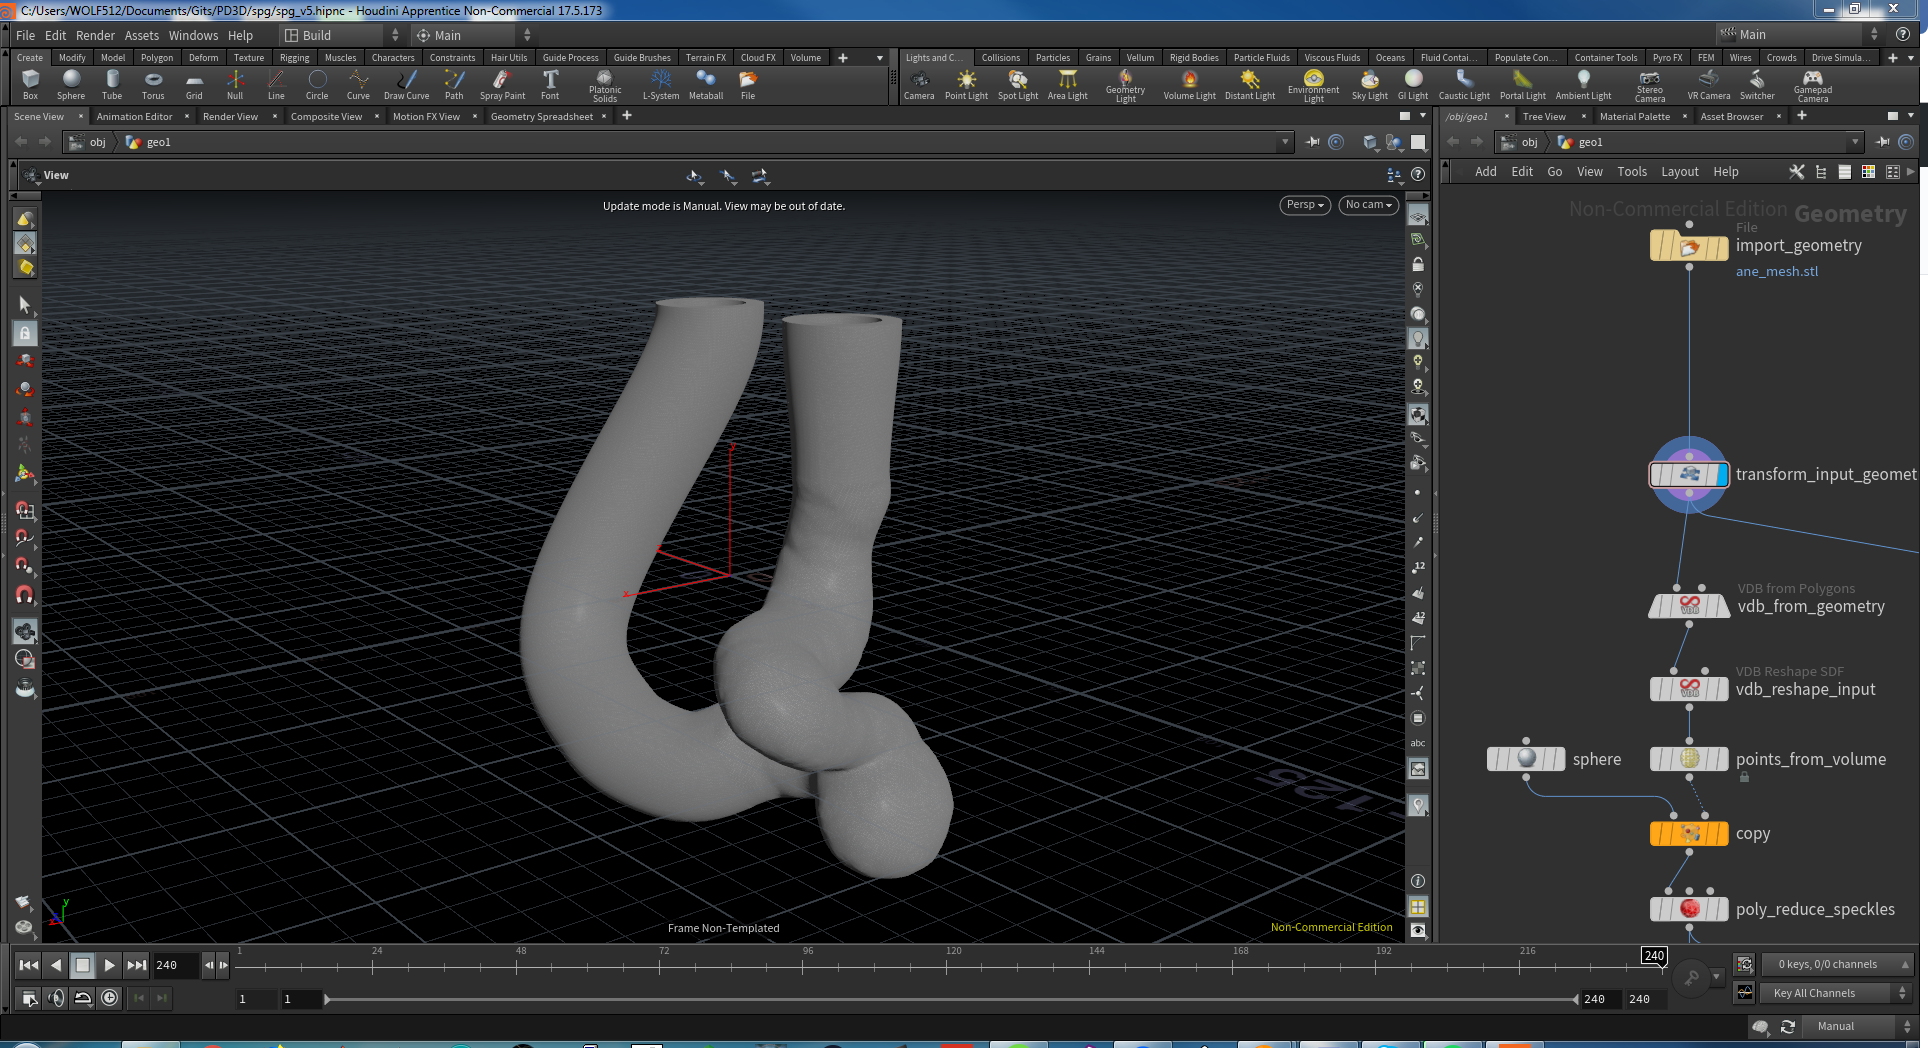 C:/Users/WOLF512/Documents/Gits/PD3D/spg/spg_v5.hipnc - Houdini Apprentice Non-Commercial 17.5.173
File Edit Render Assets Windows Help Build Main Main
Create Modify Model Polygon Deform Texture Rigging Muscles Characters Constraints Hair Utils Guide Process Guide Brushes Terrain FX Cloud FX Volume
Lights and C... Collisions Particles Grains Vellum Rigid Bodies Particle Fluids Viscous Fluids Oceans Fluid Contai... Populate Con... Container Tools Pyro FX FEM Wires Crowds Drive Simula...
Box Sphere Tube Torus Grid Null Line Circle Curve Draw Curve Path Spray Paint Font Platonic Solids L-System Metaball File
Camera Point Light Spot Light Area Light Geometry Light Volume Light Distant Light Environment Light Sky Light GI Light Caustic Light Portal Light Ambient Light Stereo Camera VR Camera Switcher Gamepad Camera
Scene View Animation Editor Render View Composite View Motion FX View Geometry Spreadsheet
/obj/geo1 Tree View Material Palette Asset Browser
obj geo1
obj geo1
View
Add Edit Go View Tools Layout Help
Update mode is Manual. View may be out of date.
Persp No cam
Non-Commercial Edition Geometry
File
import_geometry
ane_mesh.stl
transform_input_geomet
VDB from Polygons
vdb_from_geometry
VDB Reshape SDF
vdb_reshape_input
sphere points_from_volume
copy
poly_reduce_speckles
y
x
125
12
12
abc
y
Frame Non-Templated
Non-Commercial Edition
240 1 24 48 72 96 120 144 168 192 216 240
0 keys, 0/0 channels
1 1 240 240
Key All Channels
Manual